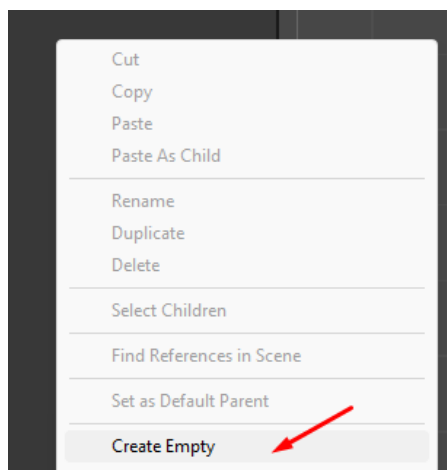 Cut
Copy
Paste
Paste As Child
Rename
Duplicate
Delete
Select Children
Find References in Scene
Set as Default Parent
Create Empty